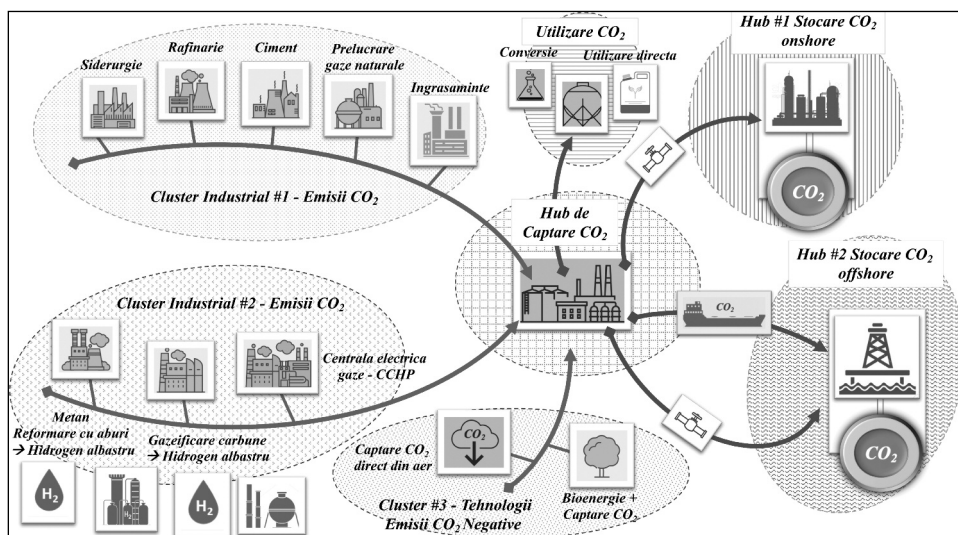 Siderurgie
Rafinarie
Ciment
Prelucrare
gaze naturale
Ingrasaminte
Cluster Industrial #1 - Emisii CO₂
Utilizare CO₂
Conversie
Utilizare directa
Hub #1 Stocare CO₂
onshore
CO₂
Hub de
Captare CO₂
Hub #2 Stocare CO₂
offshore
CO₂
CO₂
Cluster Industrial #2 - Emisii CO₂
Centrala electrica
gaze - CCHP
Metan
Reformare cu aburi
→ Hidrogen albastru
Gazeificare carbune
→ Hidrogen albastru
H₂
H₂
Captare CO₂
direct din aer
CO₂
Bioenergie +
Captare CO₂
Cluster #3 - Tehnologii
Emisii CO₂ Negative